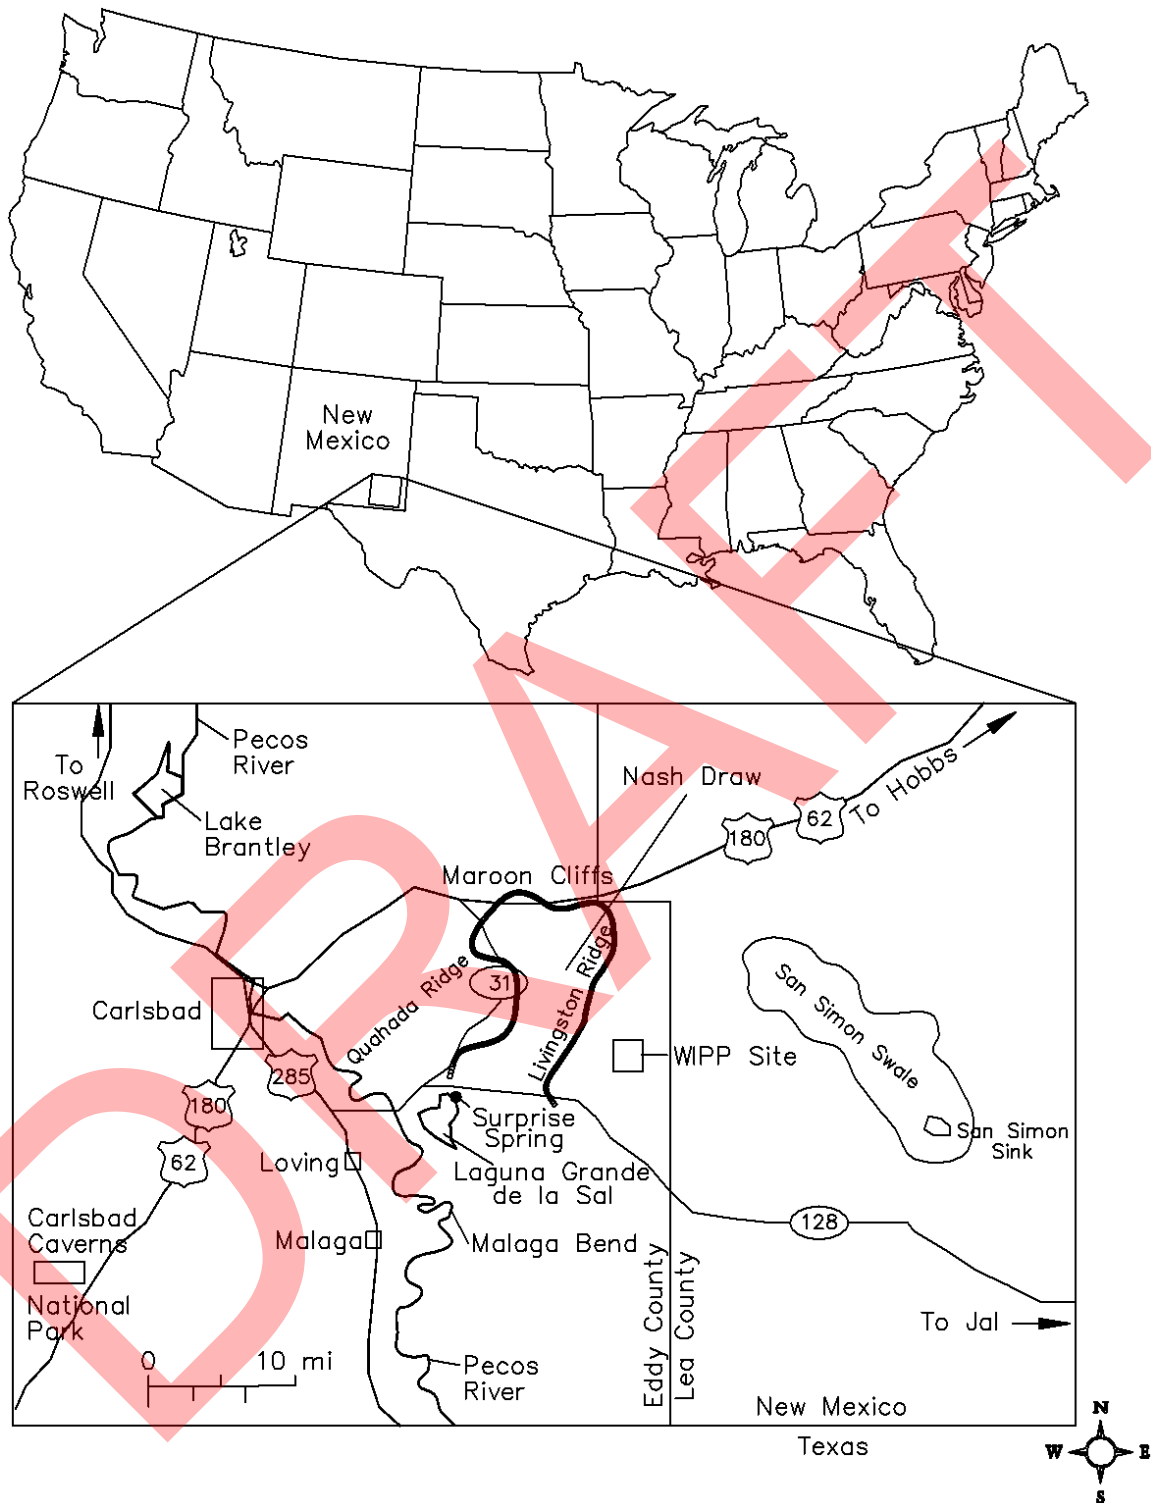 New
Mexico
To
Roswell
Pecos
River
Lake
Brantley
Nash Draw
To Hobbs
62
180
Maroon Cliffs
Quahada Ridge
31
Livingston Ridge
San Simon Swale
Carlsbad
WIPP Site
285
180
62
Surprise
Spring
San Simon
Sink
Loving
Laguna Grande
de la Sal
Carlsbad
Caverns
National
Park
Malaga
Malaga Bend
128
Eddy County
Lea County
To Jal
0 10 mi
Pecos
River
New Mexico
Texas
N
W E
S
DRAFT